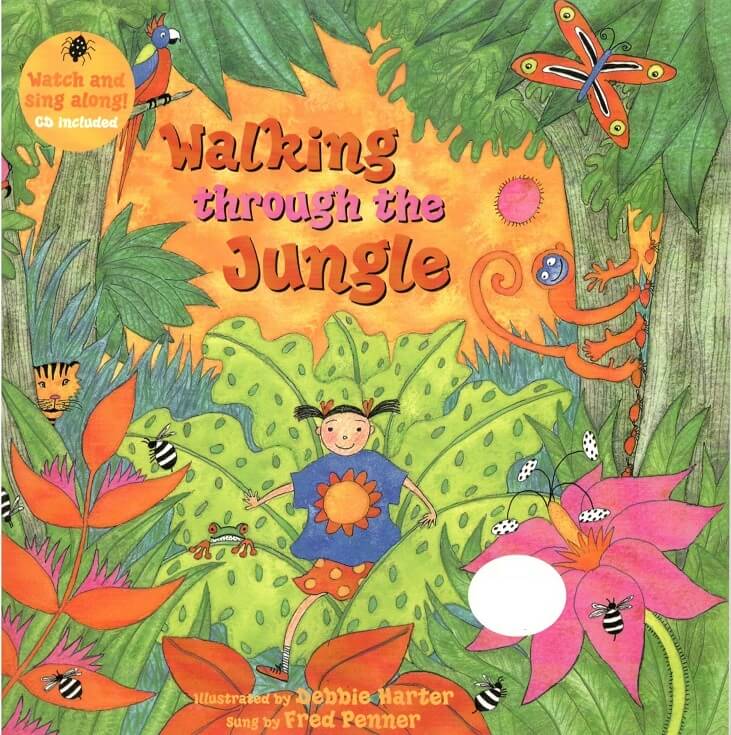 Watch and
sing along!
CD included
Walking
through the
Jungle
Illustrated by Debbie Harter
Sung by Fred Penner